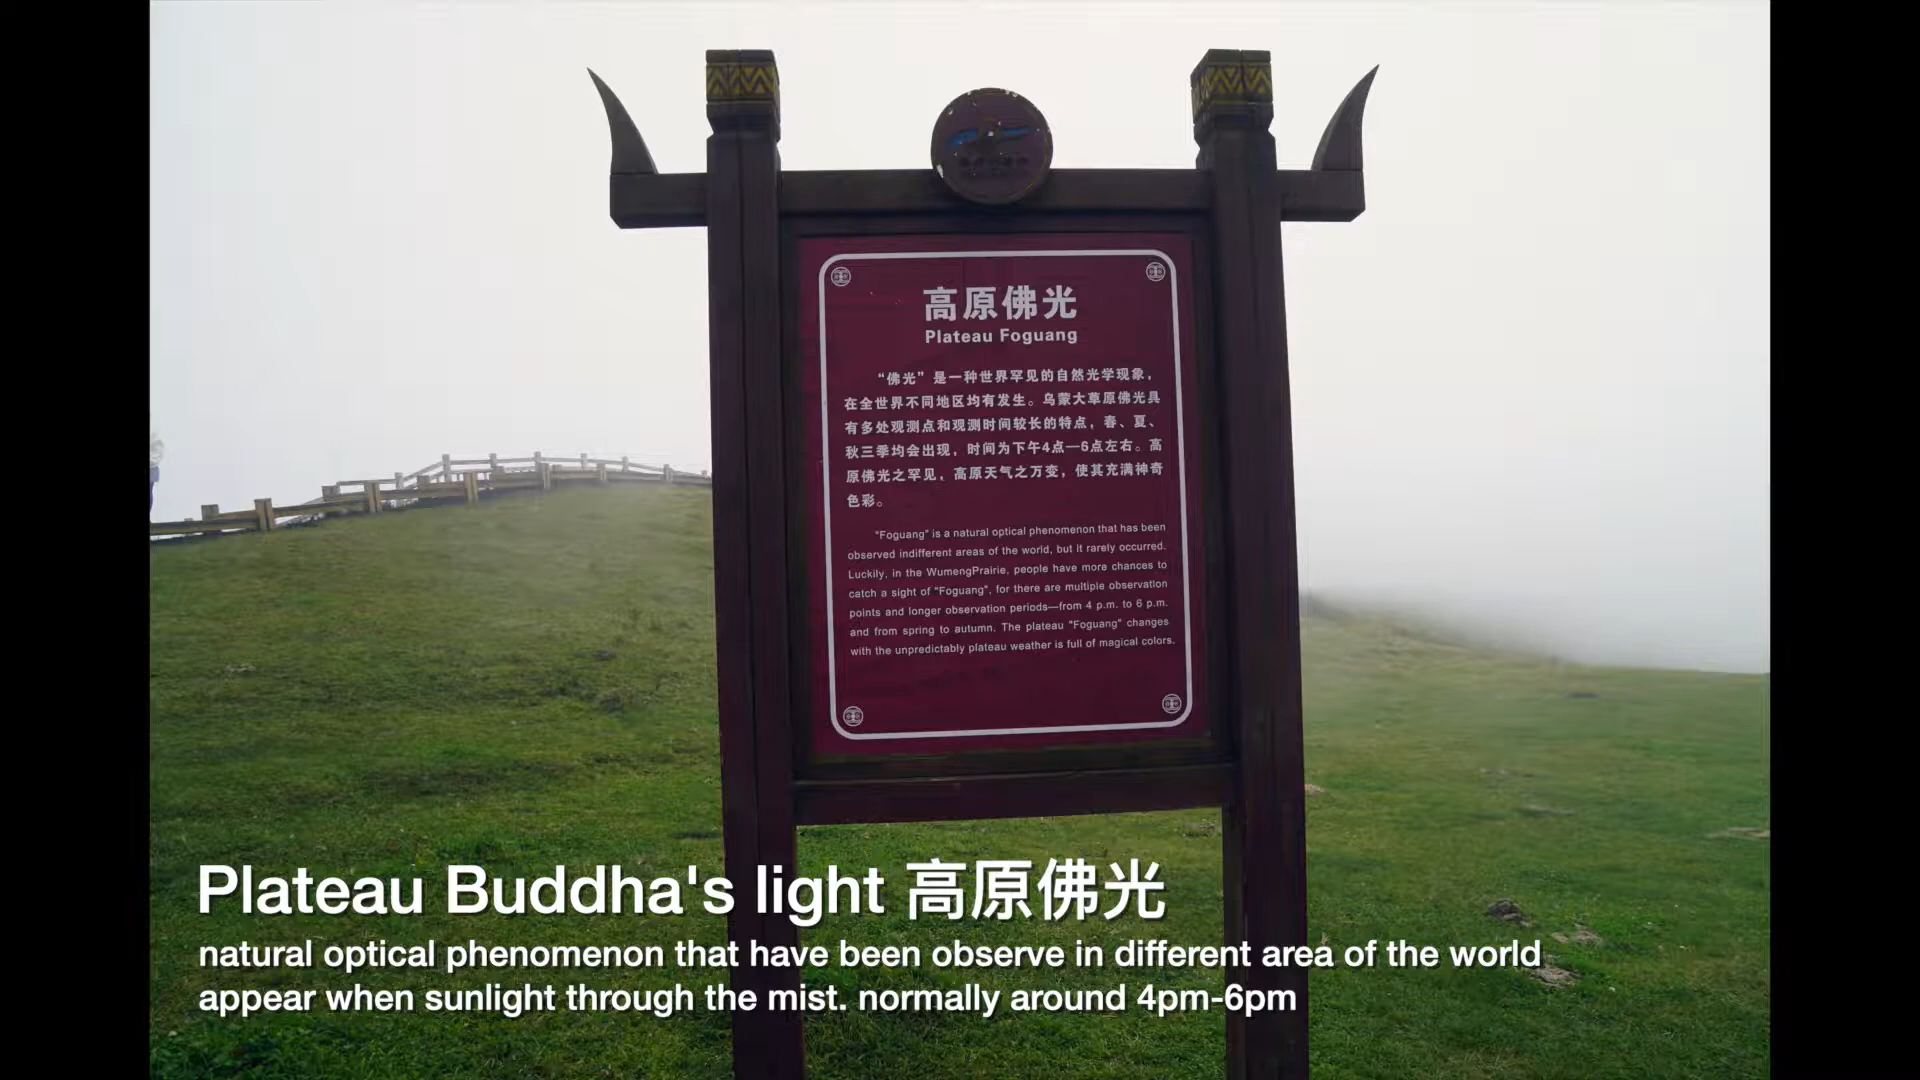 高原佛光
Plateau Foguang
“佛光”是一种世界罕见的自然光学现象，
在全世界不同地区均有发生。乌蒙大草原佛光具
有多处观测点和观测时间较长的特点，春、夏、
秋三季均会出现，时间为下午4点—6点左右。高
原佛光之罕见，高原天气之万变，使其充满神奇
色彩。
"Foguang" is a natural optical phenomenon that has been
observed indifferent areas of the world, but it rarely occurred.
Luckily, in the WumengPrairie, people have more chances to
catch a sight of "Foguang", for there are multiple observation
points and longer observation periods—from 4 p.m. to 6 p.m.
and from spring to autumn. The plateau "Foguang" changes
with the unpredictably plateau weather is full of magical colors.
Plateau Buddha's light 高原佛光
natural optical phenomenon that have been observe in different area of the world
appear when sunlight through the mist. normally around 4pm-6pm